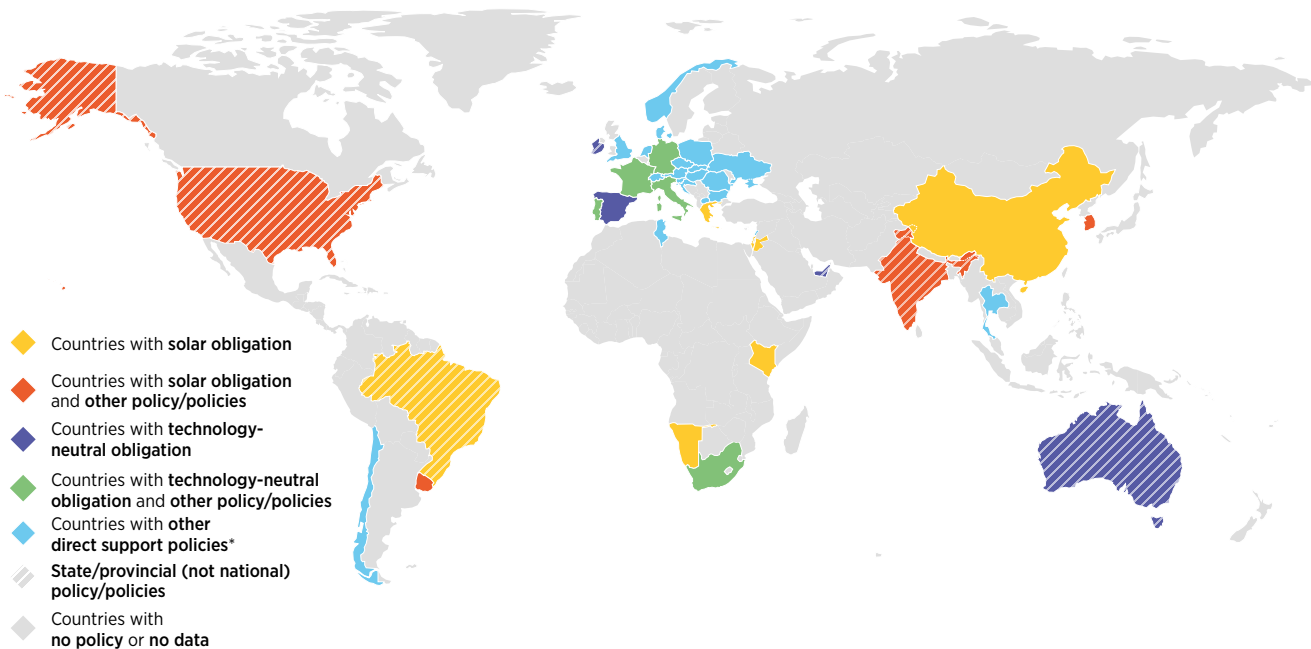 Countries with solar obligation
Countries with solar obligation
and other policy/policies
Countries with technology-
neutral obligation
Countries with technology-neutral
obligation and other policy/policies
Countries with other
direct support policies*
State/provincial (not national)
policy/policies
Countries with
no policy or no data